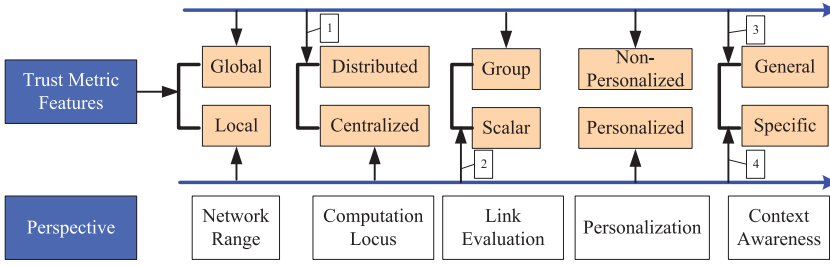 1
3
Global
Distributed
Group
Non-
Personalized
General
Trust Metric
Features
Local
Centralized
Scalar
Personalized
Specific
2
4
Perspective
Network
Range
Computation
Locus
Link
Evaluation
Personalization
Context
Awareness